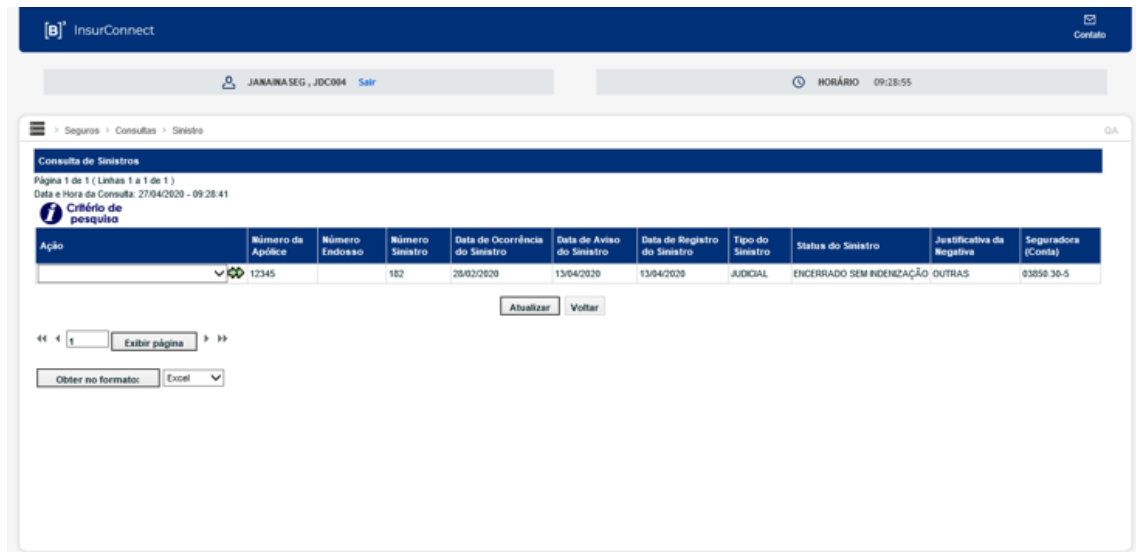 [B]³ InsurConnect
Contato
JANAINASEG , JDC004 Sair
HORÁRIO 09:28:55
> Seguros > Consultas > Sinistro
QA
Consulta de Sinistros
Página 1 de 1 ( Linhas 1 a 1 de 1 )
Data e Hora da Consulta: 27/04/2020 - 09:28:41
i Critério de
pesquisa
Ação Número da Apólice Número Endosso Número Sinistro Data de Ocorrência do Sinistro Data de Aviso do Sinistro Data de Registro do Sinistro Tipo do Sinistro Status do Sinistro Justificativa da Negativa Seguradora (Conta)
12345 182 28/02/2020 13/04/2020 13/04/2020 JUDICIAL ENCERRADO SEM INDENIZAÇÃO OUTRAS 03850.30-5
Atualizar Voltar
1 Exibir página
Obter no formato: Excel